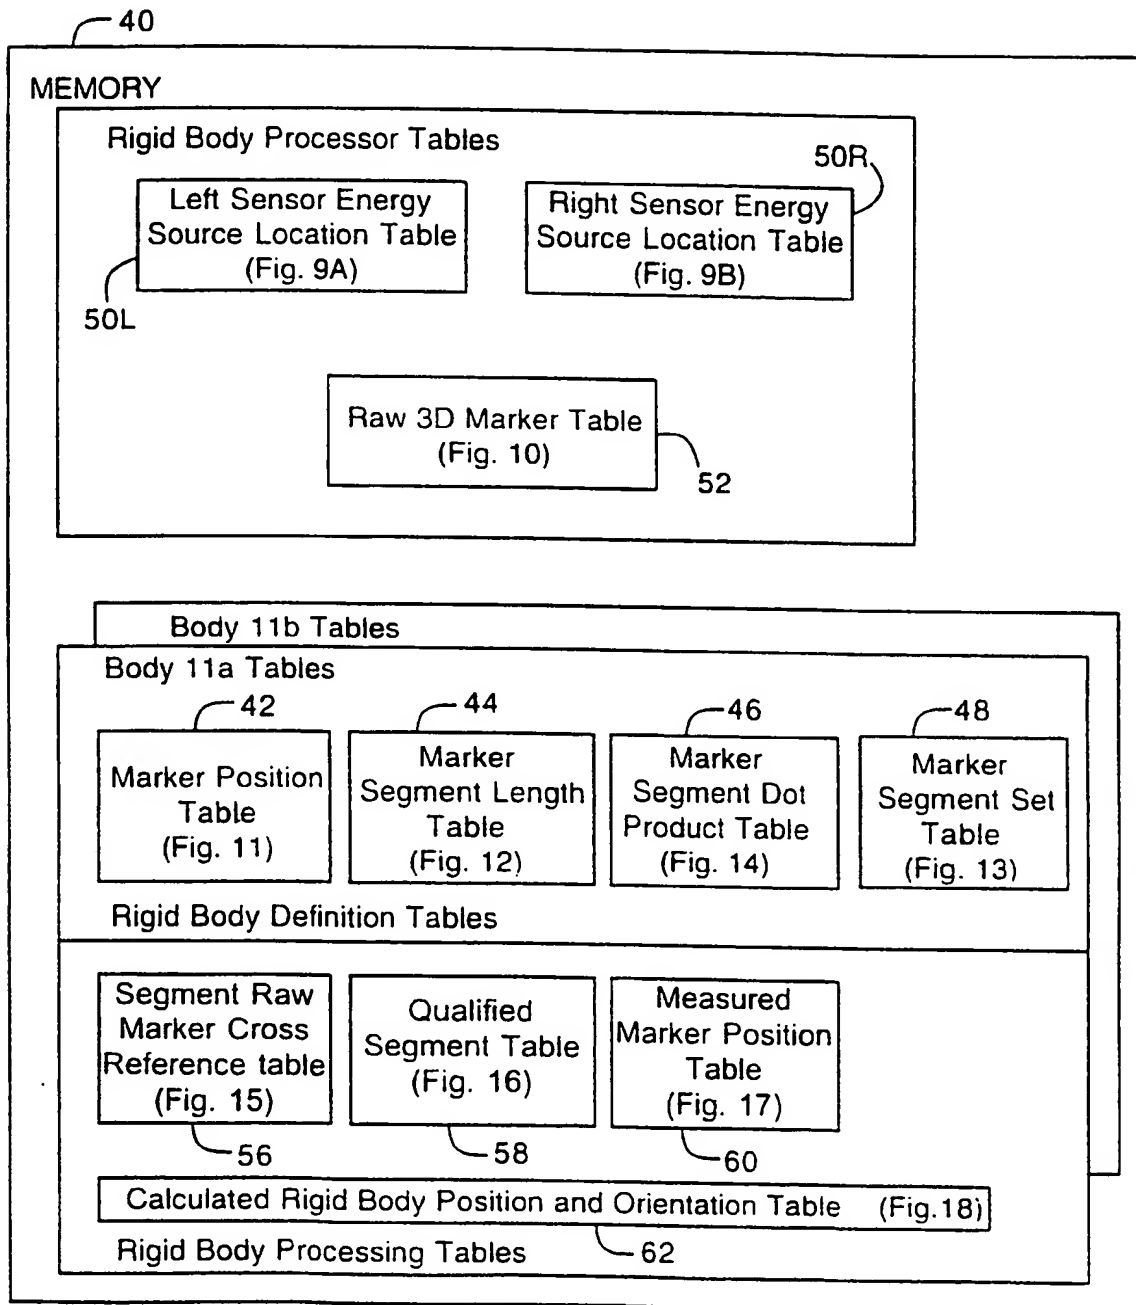 40
MEMORY
Rigid Body Processor Tables
50R
Left Sensor Energy
Source Location Table
(Fig. 9A)
Right Sensor Energy
Source Location Table
(Fig. 9B)
50L
Raw 3D Marker Table
(Fig. 10)
52
Body 11b Tables
Body 11a Tables
42
44
46
48
Marker Position
Table
(Fig. 11)
Marker
Segment Length
Table
(Fig. 12)
Marker
Segment Dot
Product Table
(Fig. 14)
Marker
Segment Set
Table
(Fig. 13)
Rigid Body Definition Tables
Segment Raw
Marker Cross
Reference table
(Fig. 15)
Qualified
Segment Table
(Fig. 16)
Measured
Marker Position
Table
(Fig. 17)
56
58
60
Calculated Rigid Body Position and Orientation Table (Fig.18)
62
Rigid Body Processing Tables